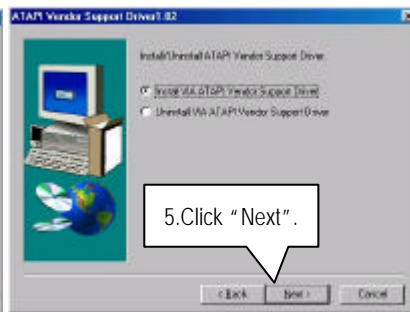 ATAPI Vendor Support Driver1.02
Install/Uninstall ATAPI Vendor Support Driver.
Install VIA ATAPI Vendor Support Driver
Uninstall VIA ATAPI Vendor Support Driver
5.Click “Next”.
< Back
Next >
Cancel